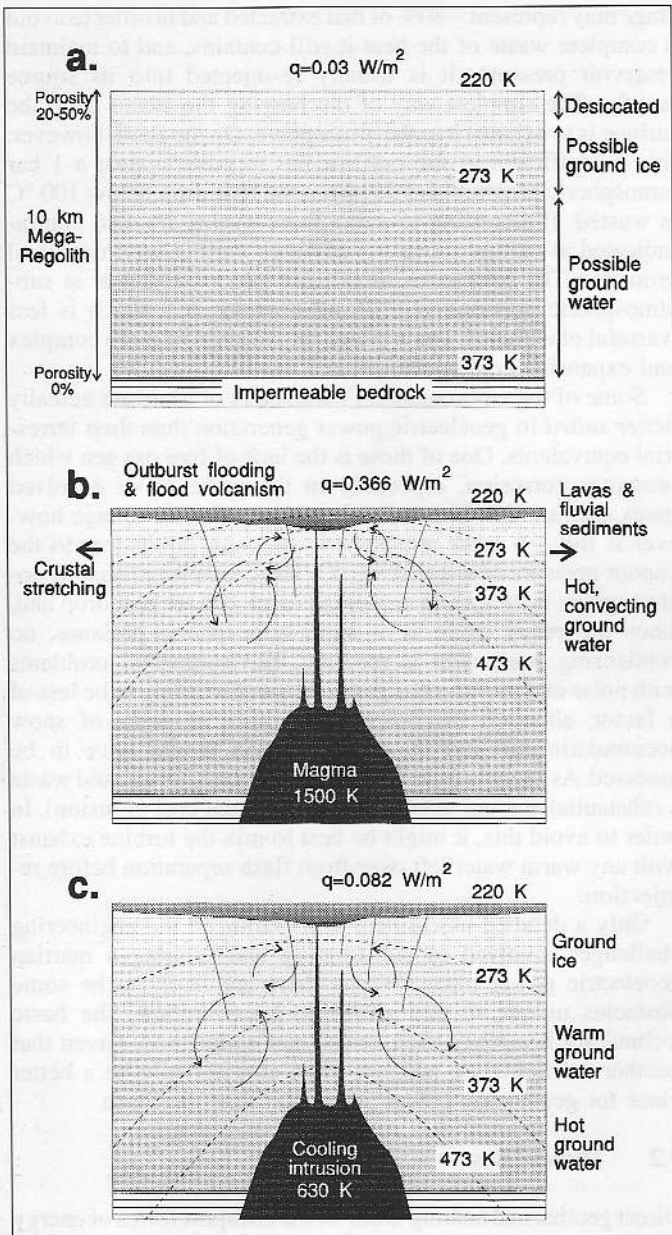 a.
q=0.03 W/m²
220 K
Porosity
20-50%
Desiccated
Possible
ground ice
273 K
10 km
Mega-
Regolith
Possible
ground
water
373 K
Porosity
0%
Impermeable bedrock
b.
Outburst flooding
& flood volcanism
q=0.366 W/m²
220 K
Lavas &
fluvial
sediments
273 K
Crustal
stretching
373 K
Hot,
convecting
ground
water
473 K
Magma
1500 K
c.
q=0.082 W/m²
220 K
Ground
ice
273 K
Warm
ground
water
373 K
Hot
ground
water
473 K
Cooling
intrusion
630 K